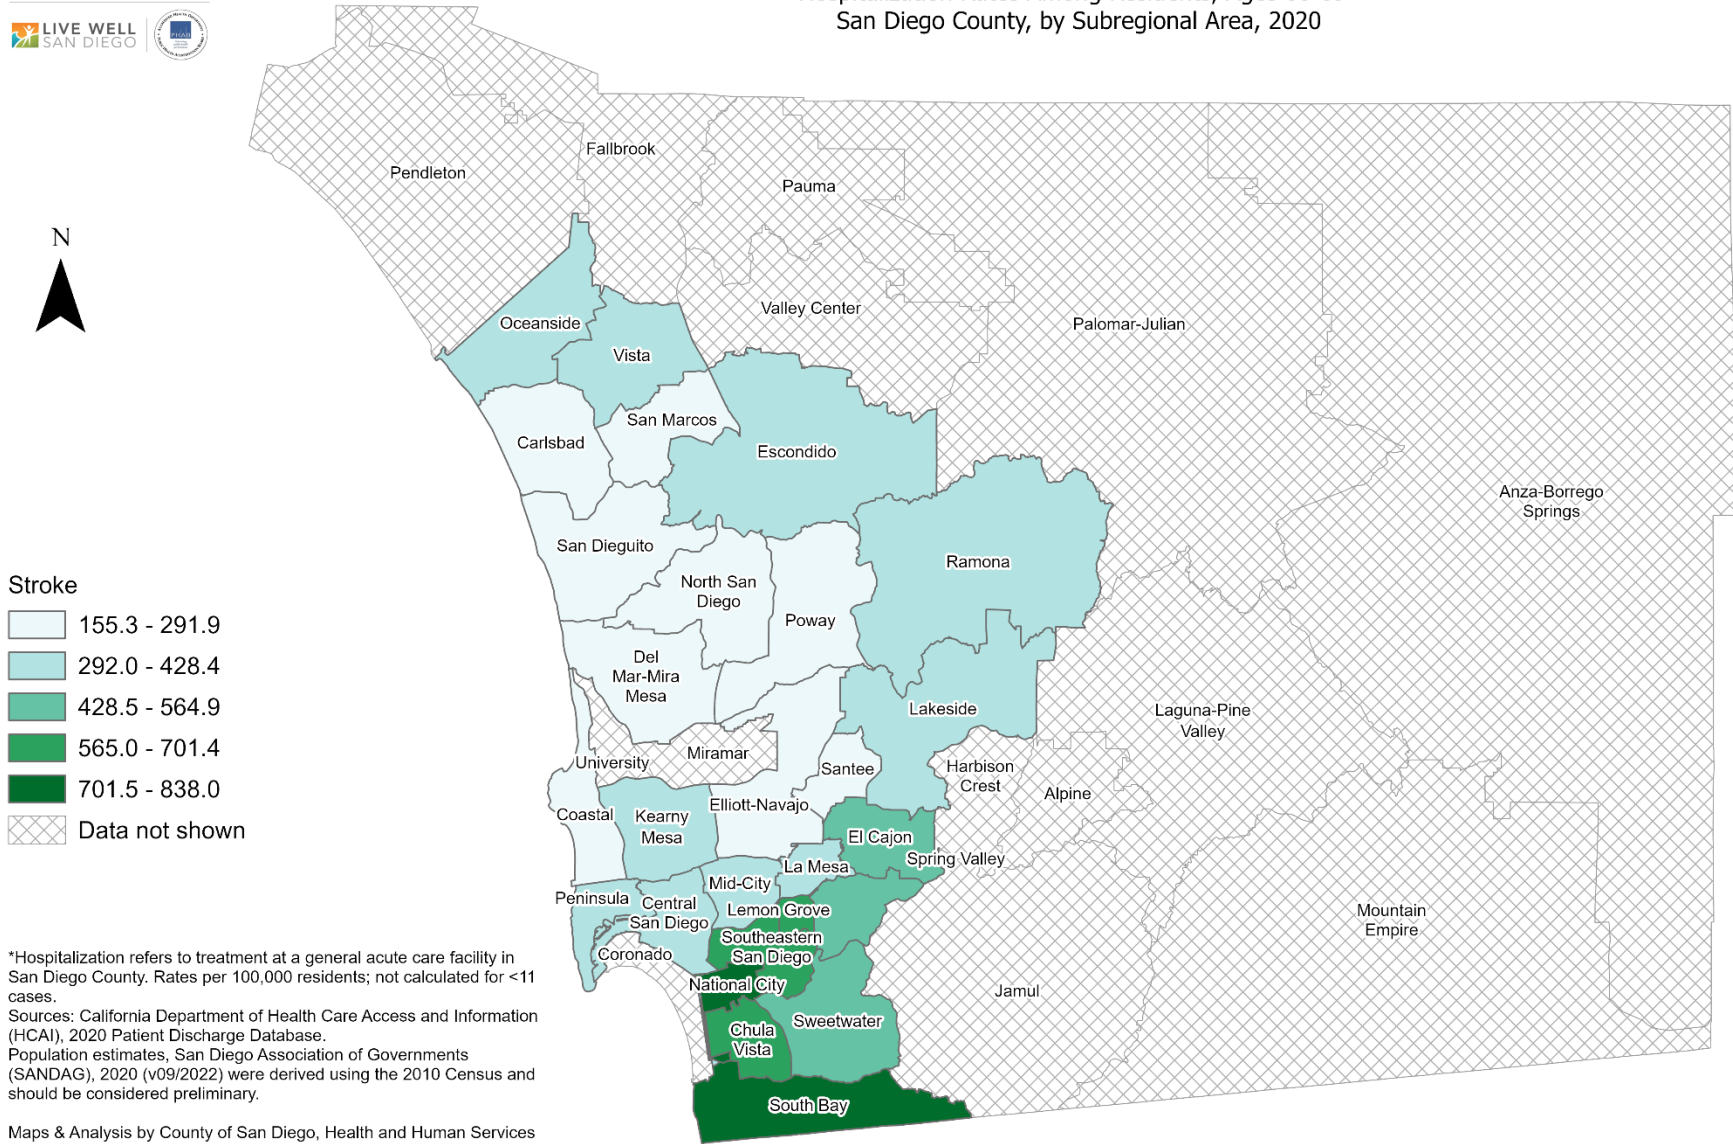 LIVE WELL
SAN DIEGO
San Diego County, by Subregional Area, 2020
N
Fallbrook
Pendleton
Pauma
Valley Center
Oceanside
Palomar-Julian
Vista
San Marcos
Carlsbad
Escondido
Anza-Borrego
Springs
San Dieguito
Ramona
North San
Diego
Poway
Del
Mar-Mira
Mesa
Lakeside
Laguna-Pine
Valley
Miramar
University
Santee
Harbison
Crest
Alpine
Elliott-Navajo
Coastal
Kearny
Mesa
El Cajon
Spring Valley
La Mesa
Mid-City
Peninsula
Central
San Diego
Lemon Grove
Mountain
Empire
Southeastern
San Diego
Coronado
National City
Jamul
Sweetwater
Chula
Vista
South Bay
Stroke
155.3 - 291.9
292.0 - 428.4
428.5 - 564.9
565.0 - 701.4
701.5 - 838.0
Data not shown
*Hospitalization refers to treatment at a general acute care facility in
San Diego County. Rates per 100,000 residents; not calculated for <11
cases.
Sources: California Department of Health Care Access and Information
(HCAI), 2020 Patient Discharge Database.
Population estimates, San Diego Association of Governments
(SANDAG), 2020 (v09/2022) were derived using the 2010 Census and
should be considered preliminary.
Maps & Analysis by County of San Diego, Health and Human Services